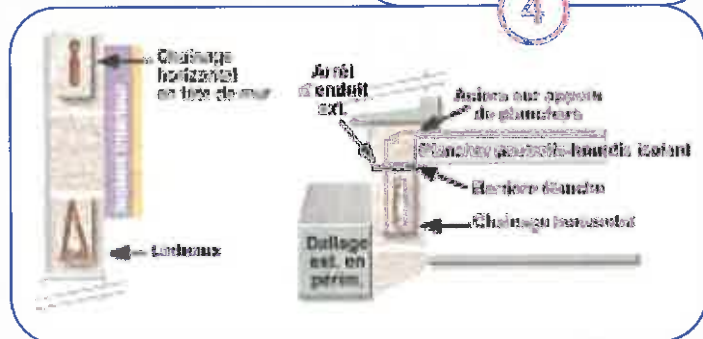 4
Chaînage
horizontal
en tête de mur
Linteaux
Arrêt
d'enduit
ext.
Aciers sur appuis
de planchers
Plancher poutrelle-hourdis isolant
Barrière étanche
Chaînage horizontal
Dallage
ext. en
périm.